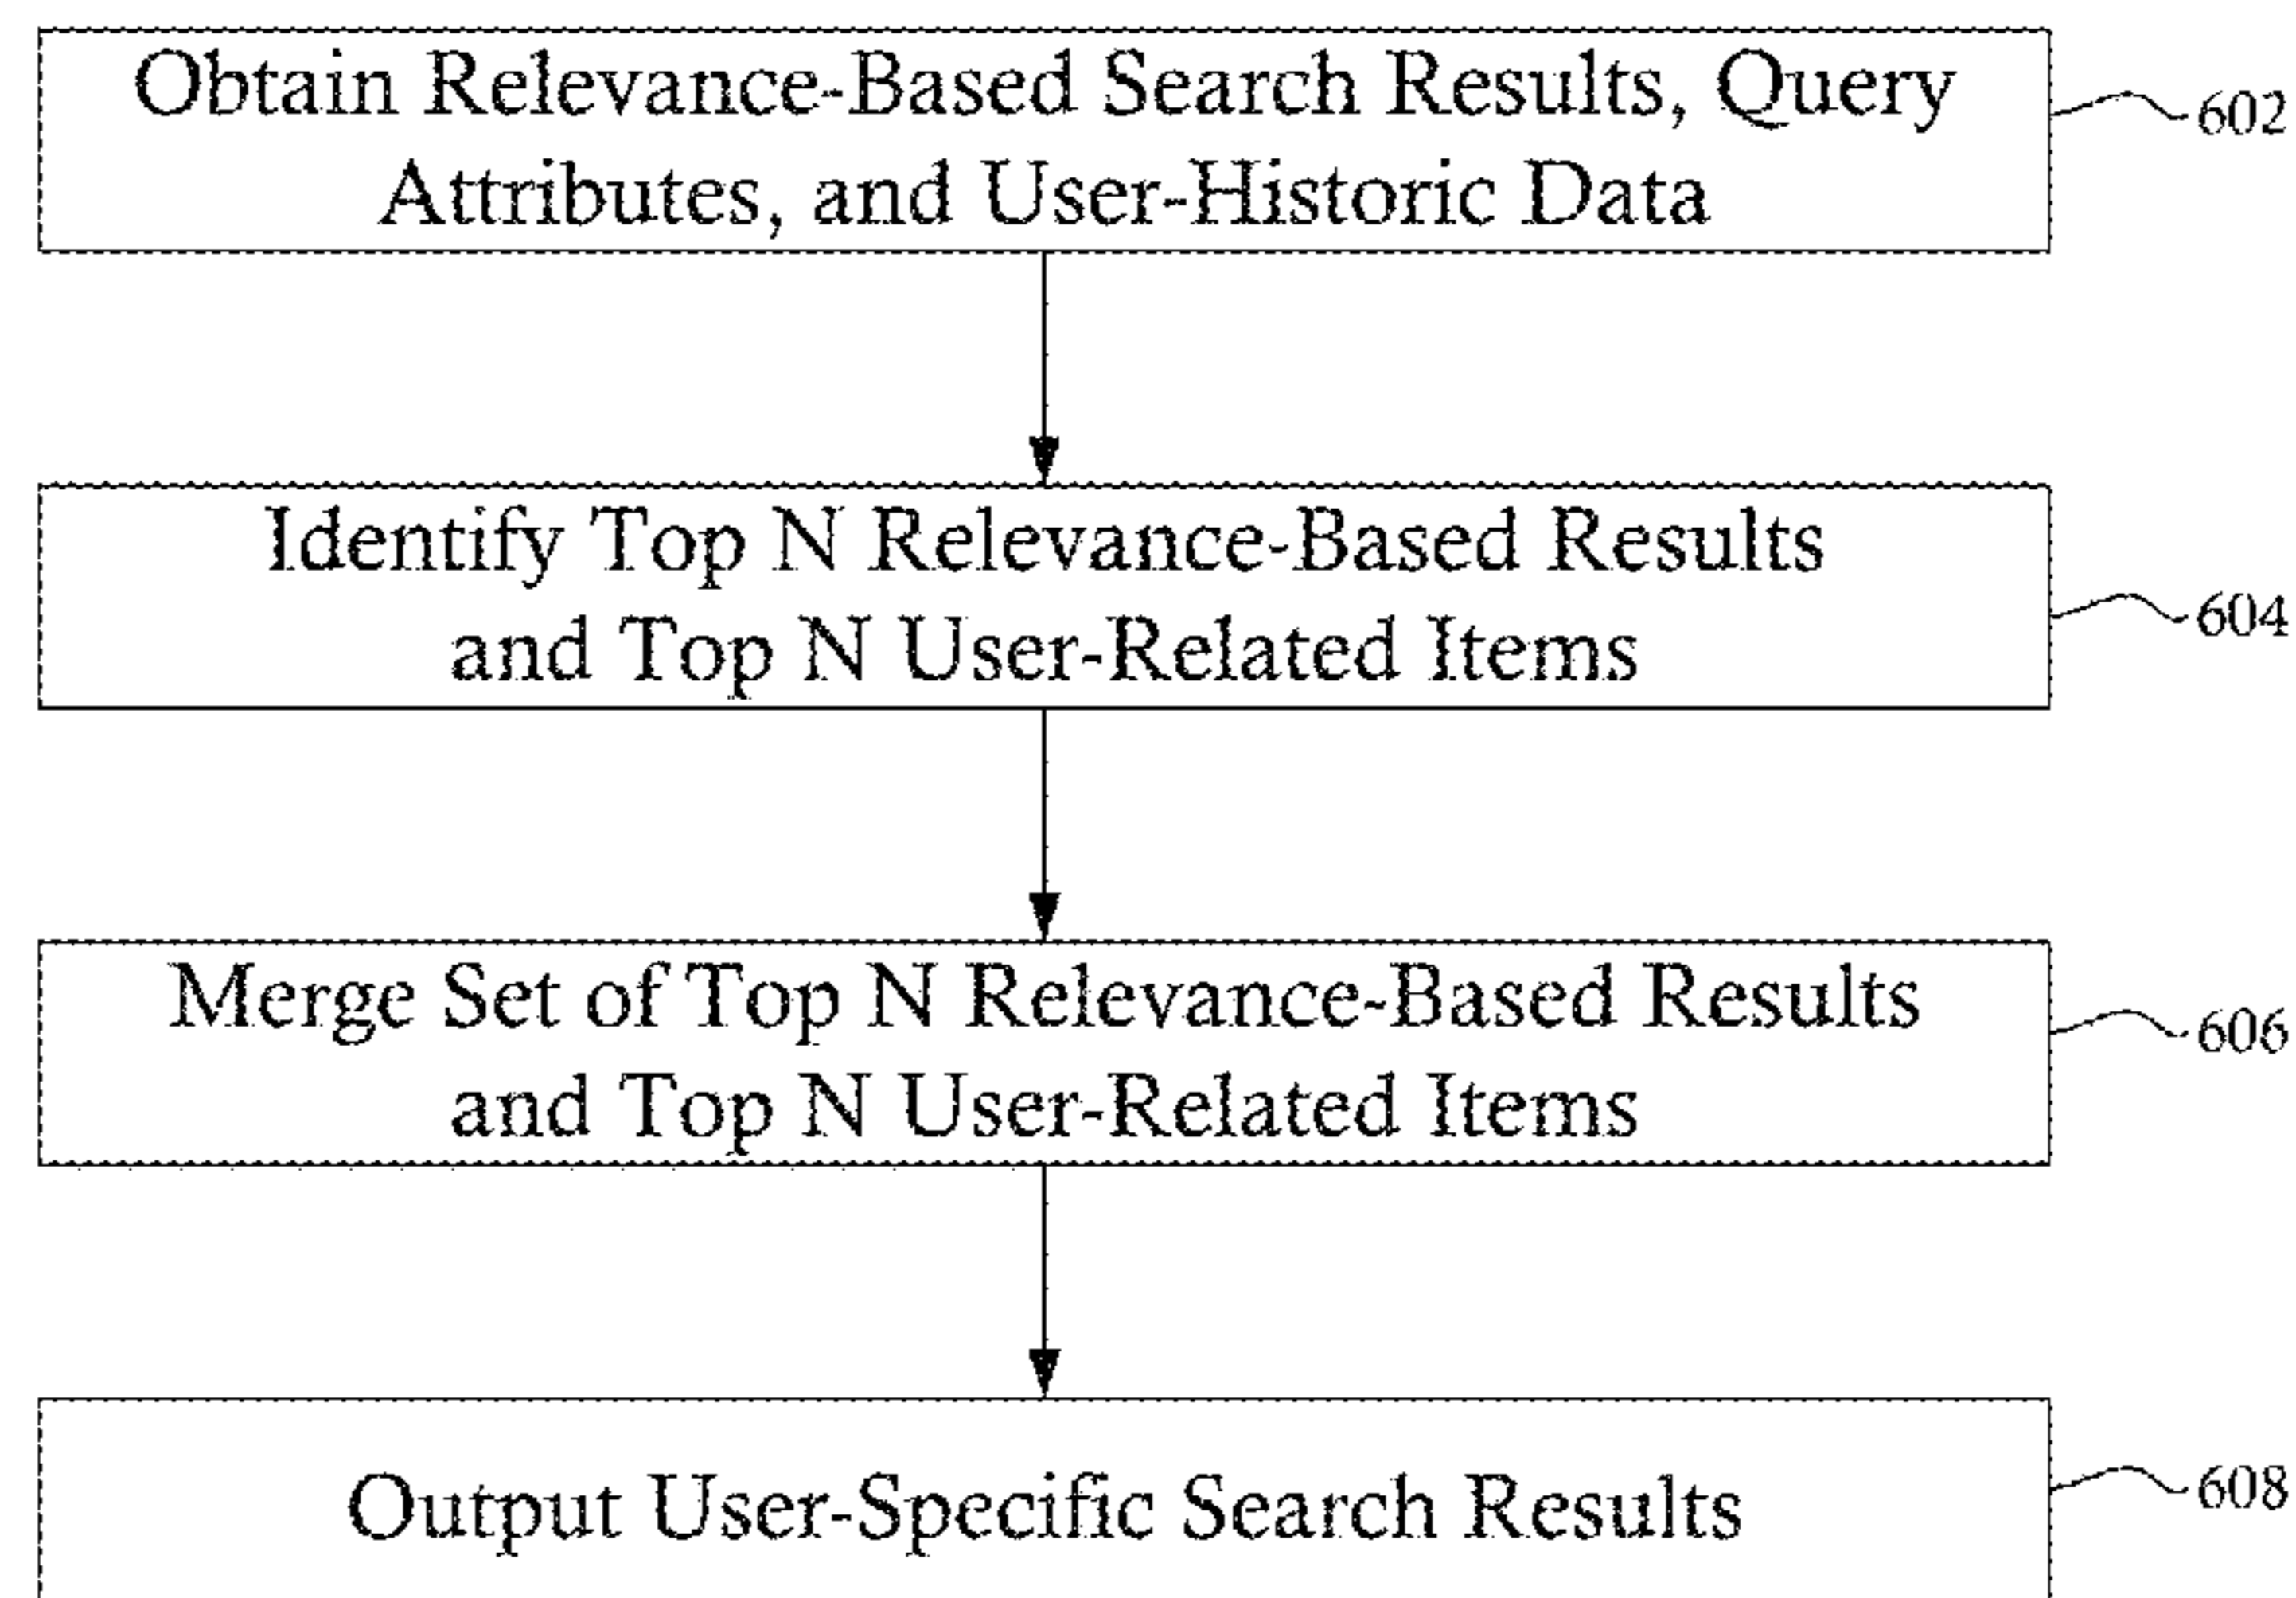 Obtain Relevance-Based Search Results, Query
Attributes, and User-Historic Data
602
Identify Top N Relevance-Based Results
and Top N User-Related Items
604
Merge Set of Top N Relevance-Based Results
and Top N User-Related Items
606
Output User-Specific Search Results
608